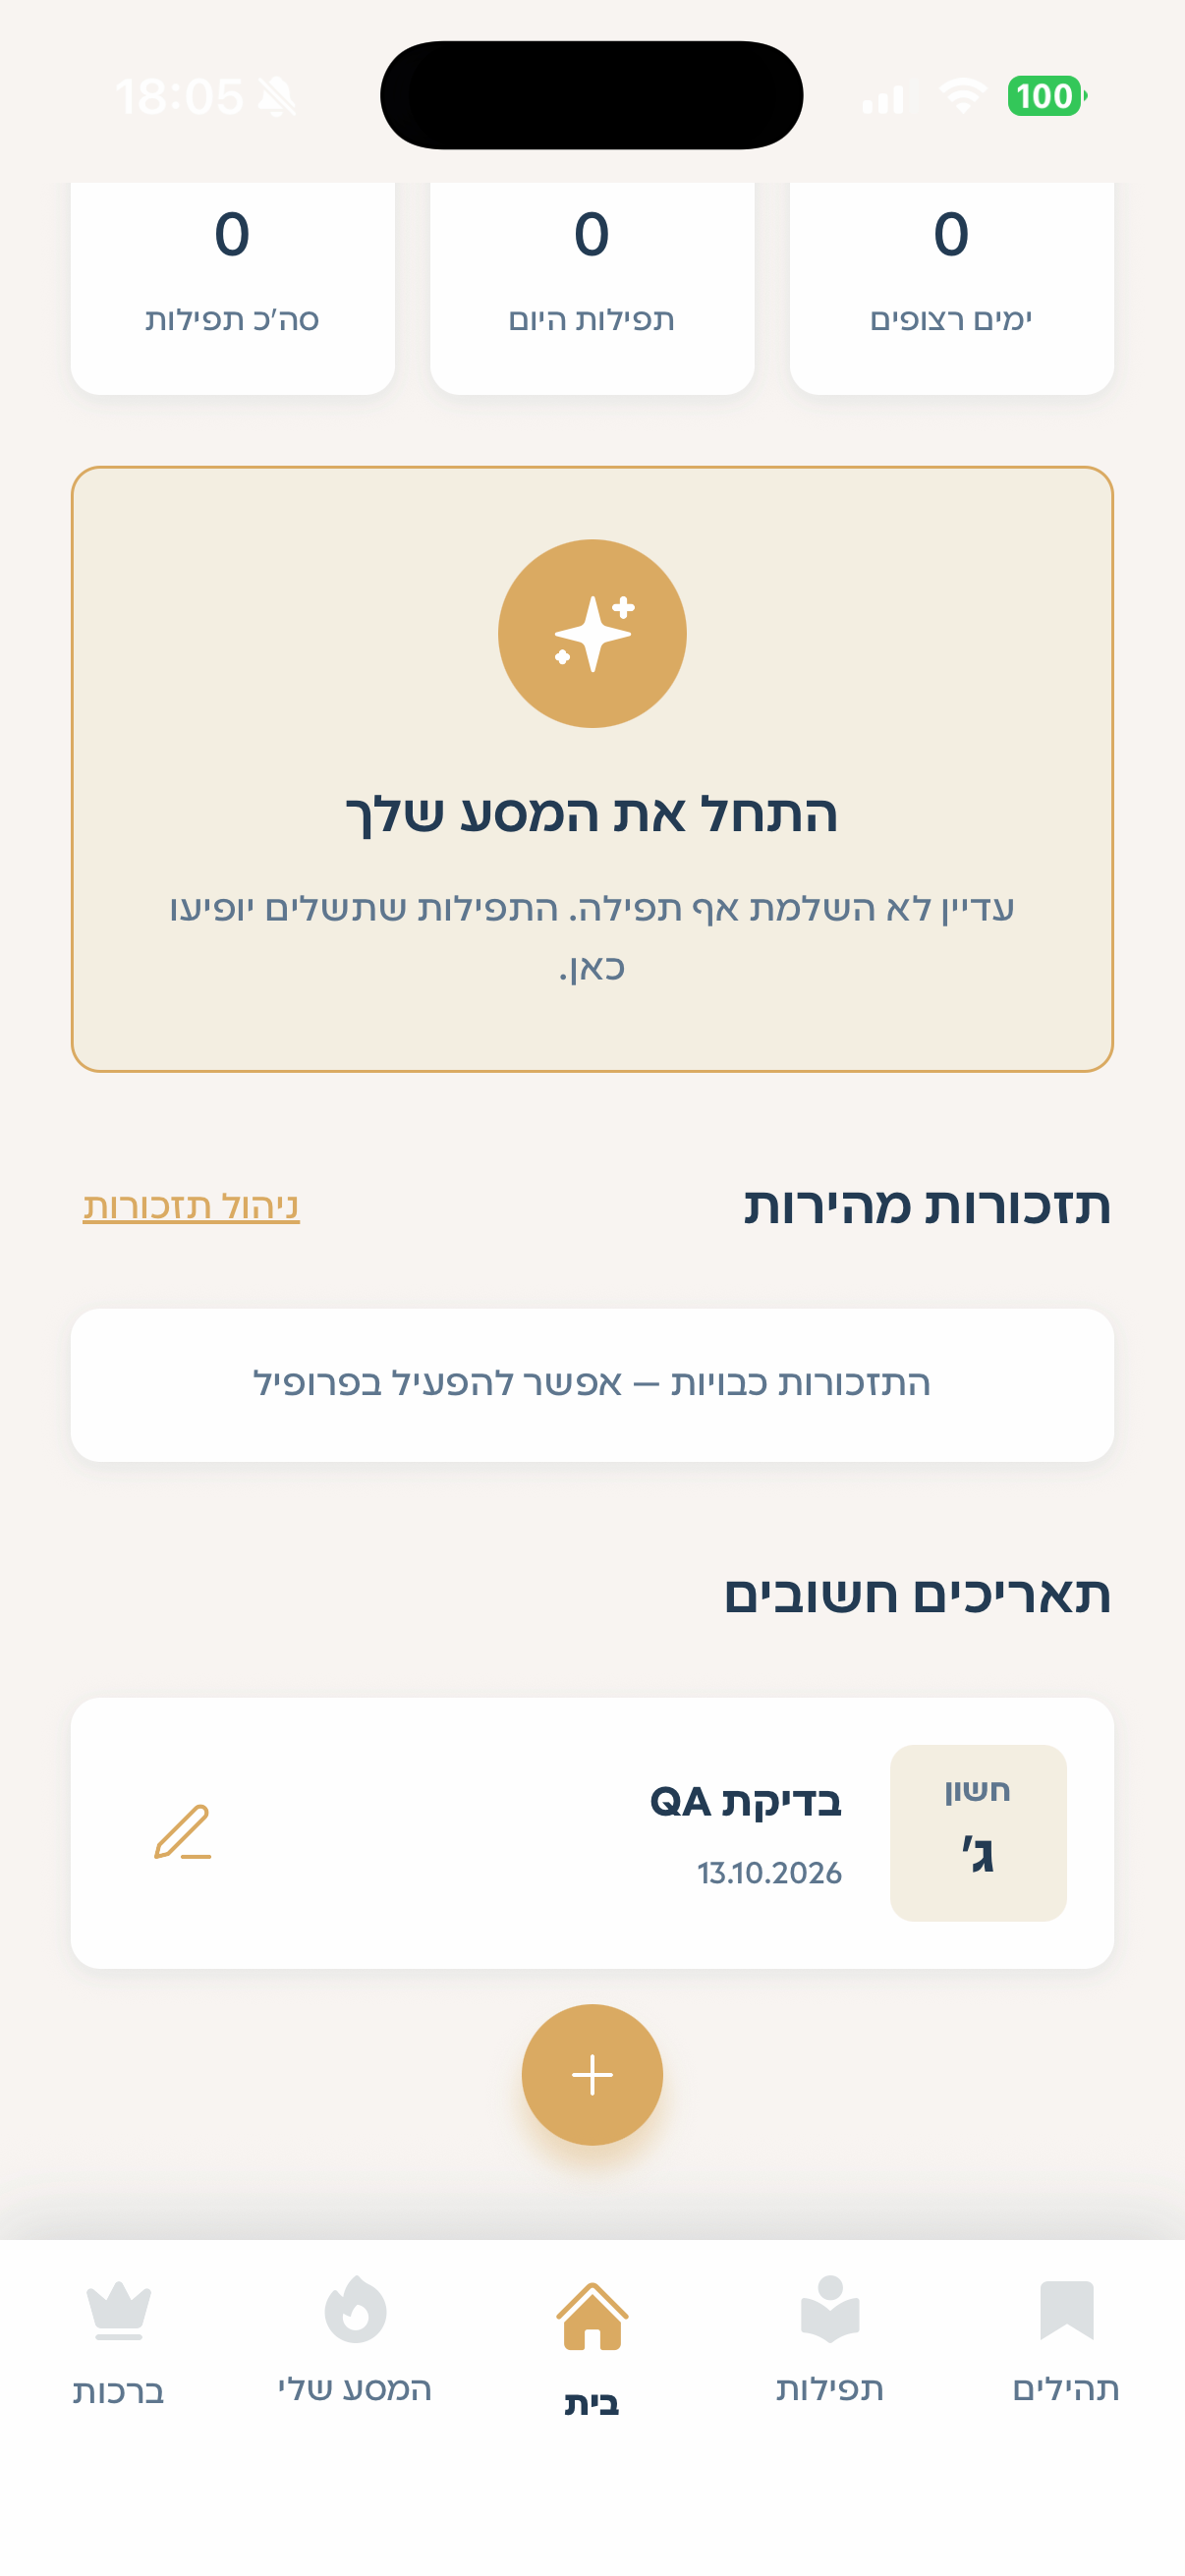 18:05
100
0
0
0
ימים רצופים
תפילות היום
סה'כ תפילות
התחל את המסע שלך
עדיין לא השלמת אף תפילה. התפילות שתשלים יופיעו
כאן.
תזכורות מהירות
ניהול תזכורות
התזכורות כבויות — אפשר להפעיל בפרופיל
תאריכים חשובים
חשון
ג'
בדיקת QA
13.10.2026
תהילים
תפילות
בית
המסע שלי
ברכות